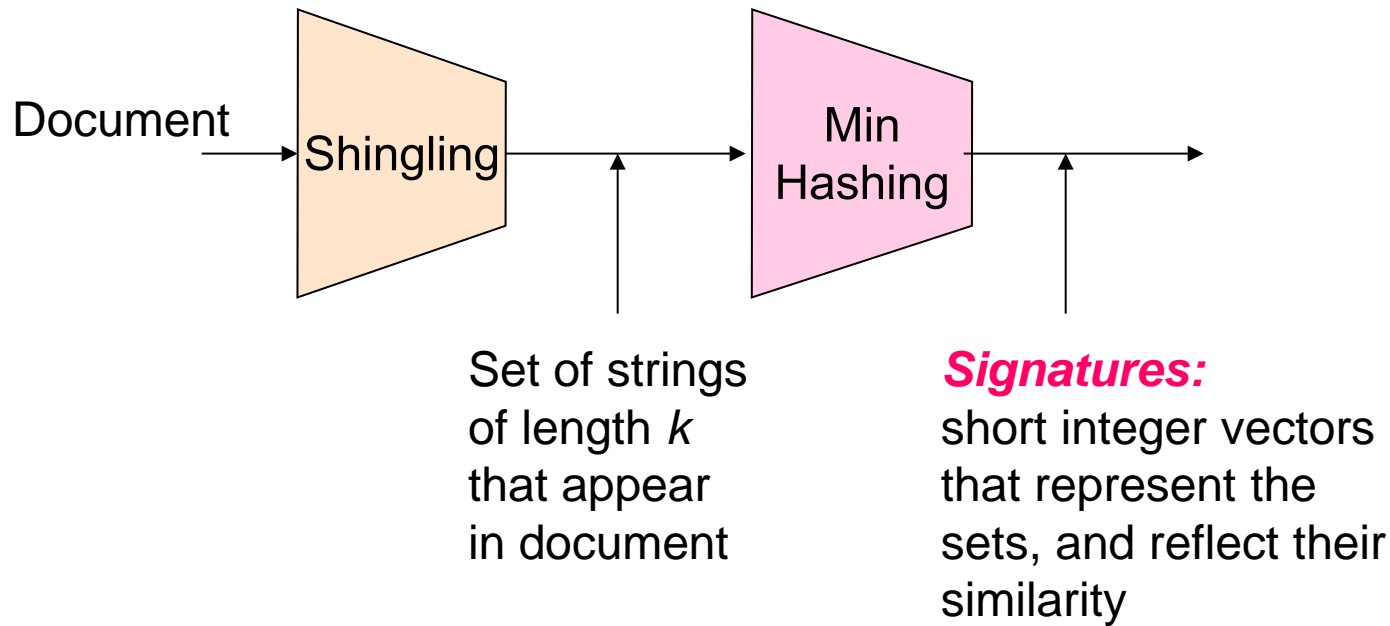 Document
Shingling
Min
Hashing
Set of strings
of length k
that appear
in document
Signatures:
short integer vectors
that represent the
sets, and reflect their
similarity